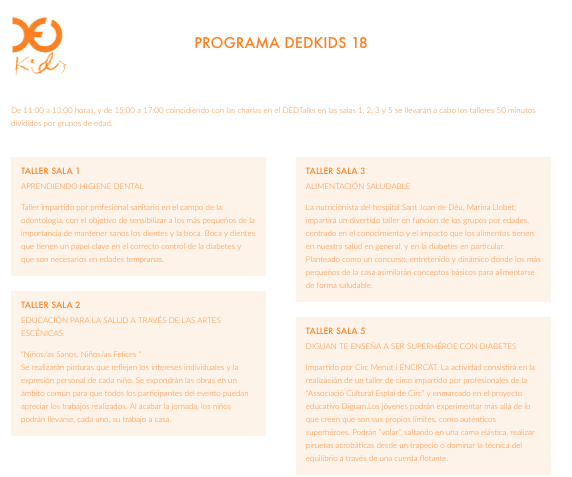 DED
Kids
PROGRAMA DEDKIDS 18
De 11:00 a 13:00 horas, y de 15:00 a 17:00 coincidiendo con las charlas en el DEDTalks en las salas 1, 2, 3 y 5 se llevarán a cabo los talleres 50 minutos
divididos por grupos de edad.
TALLER SALA 1
APRENDIENDO HIGIENE DENTAL
Taller impartido por profesional sanitario en el campo de la
odontología, con el objetivo de sensibilizar a los más pequeños de la
importancia de mantener sanos los dientes y la boca. Boca y dientes
que tienen un papel clave en el correcto control de la diabetes y
que son necesarios en edades tempranas.
TALLER SALA 2
EDUCACIÓN PARA LA SALUD A TRAVÉS DE LAS ARTES
ESCÉNICAS
"Niños/as Sanos, Niños/as Felices "
Se realizarán pinturas que reflejen los intereses individuales y la
expresión personal de cada niño. Se expondrán las obras en un
ámbito común para que todos los participantes del evento puedan
apreciar los trabajos realizados. Al acabar la jornada, los niños
podrán llevarse, cada uno, su trabajo a casa.
TALLER SALA 3
ALIMENTACIÓN SALUDABLE
La nutricionista del hospital Sant Joan de Déu, Marina Llobet,
impartirá un divertido taller en función de los grupos por edades,
centrado en el conocimiento y el impacto que los alimentos tienen
en nuestra salud en general, y en la diabetes en particular.
Planteado como un concurso, entretenido y dinámico donde los más
pequeños de la casa asimilarán conceptos básicos para alimentarse
de forma saludable.
TALLER SALA 5
DIGUAN TE ENSEÑA A SER SUPERHÉROE CON DIABETES
Impartido por Circ Menut i ENCIRCAT. La actividad consistirá en la
realización de un taller de circo impartido por profesionales de la
"Associació Cultural Esplai de Circ" y enmarcado en el proyecto
educativo Diguan.Los jóvenes podrán experimentar más allá de lo
que creen que son sus propios límites, como auténticos
superhéroes. Podrán "volar", saltando en una cama elástica, realizar
piruetas acrobáticas desde un trapecio o dominar la técnica del
equilibrio a través de una cuerda flotante.